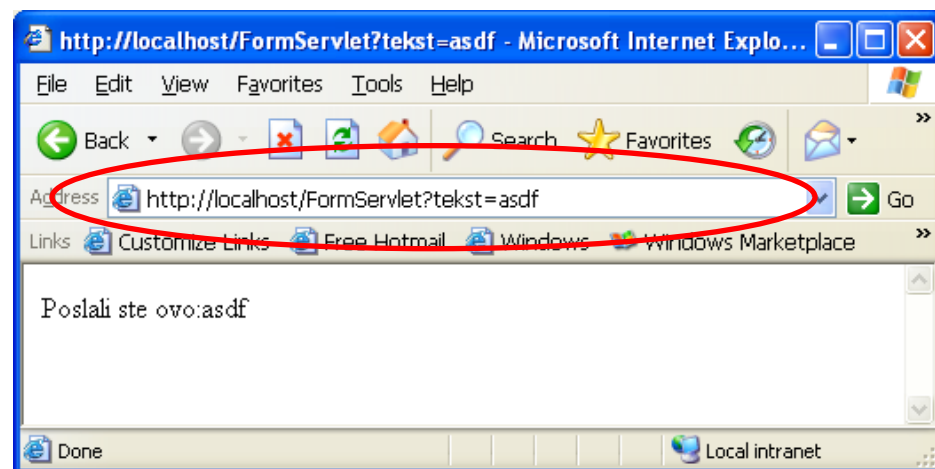 http://localhost/FormServlet?tekst=asdf - Microsoft Internet Explo...
File Edit View Favorites Tools Help
Back Search Favorites »
Address http://localhost/FormServlet?tekst=asdf Go
Links Customize Links Free Hotmail Windows Windows Marketplace »
Poslali ste ovo:asdf
Done Local intranet